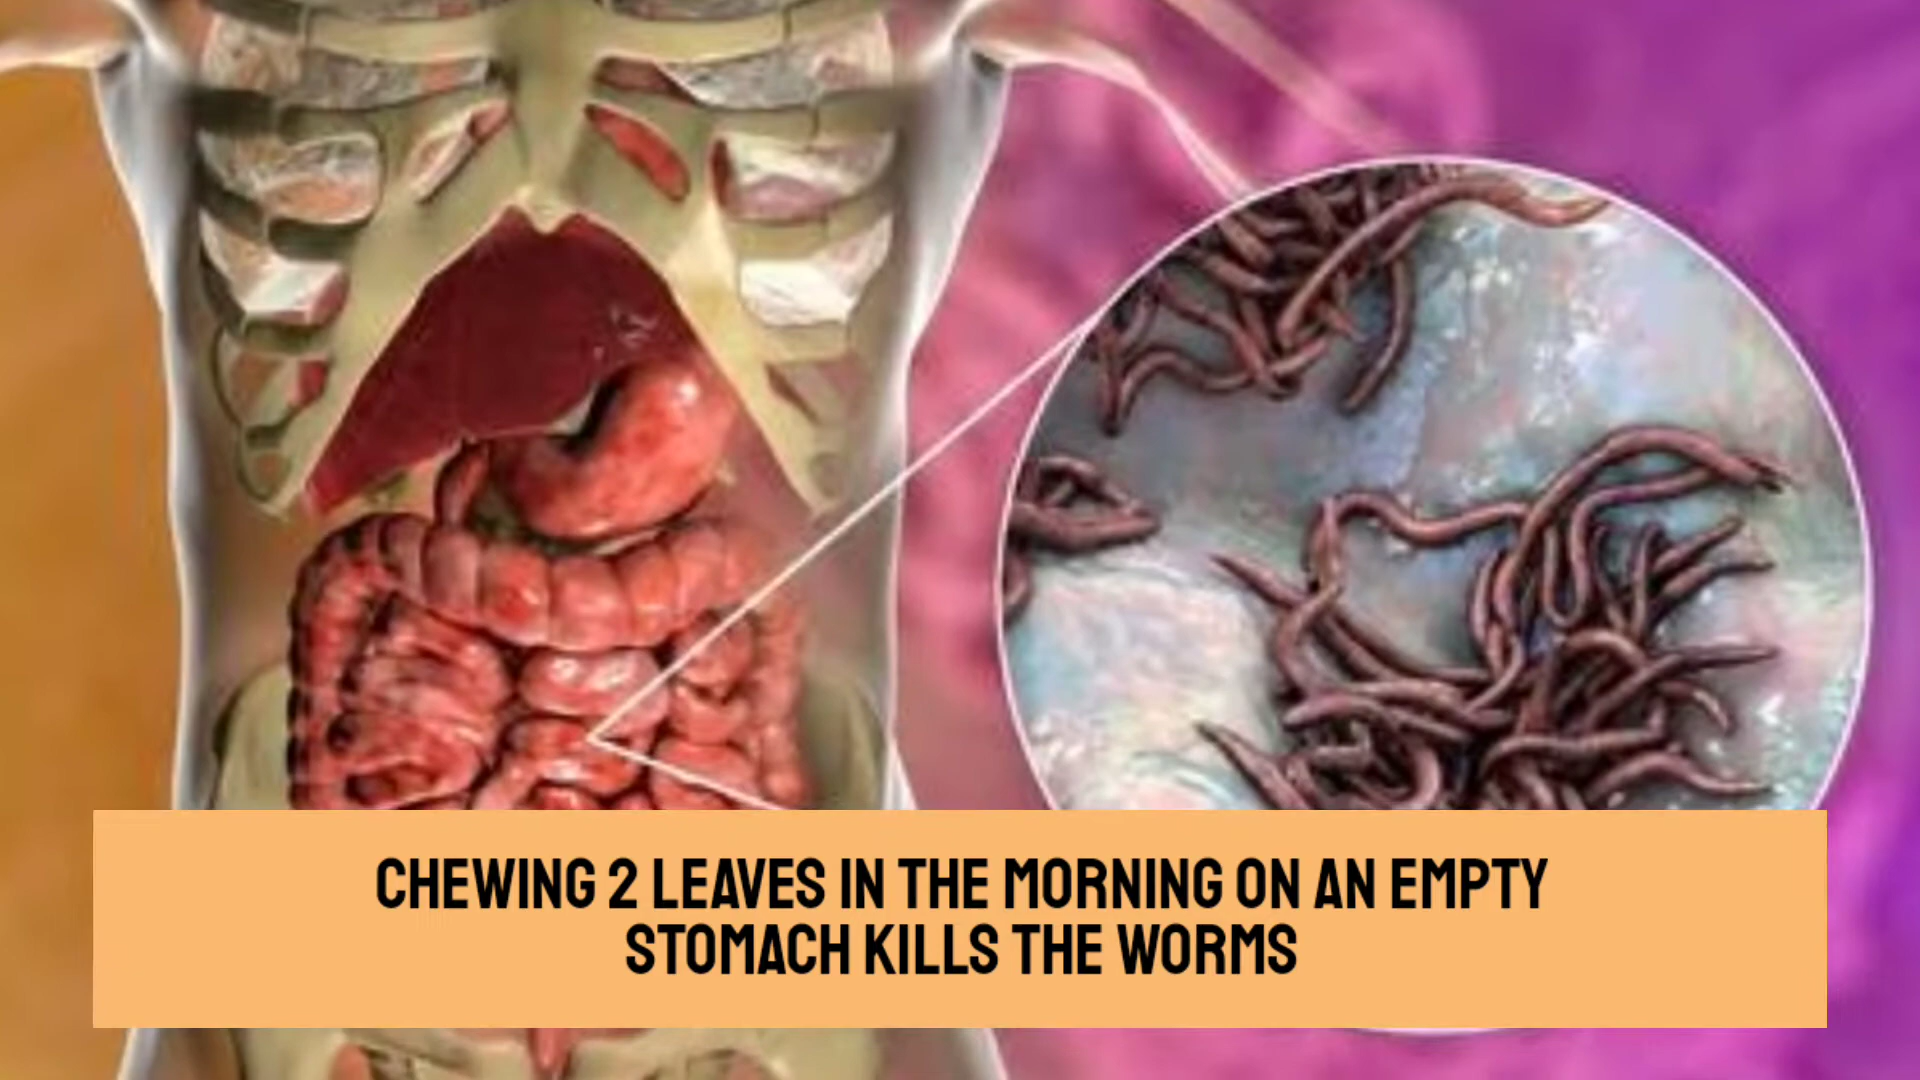 CHEWING 2 LEAVES IN THE MORNING ON AN EMPTY
STOMACH KILLS THE WORMS